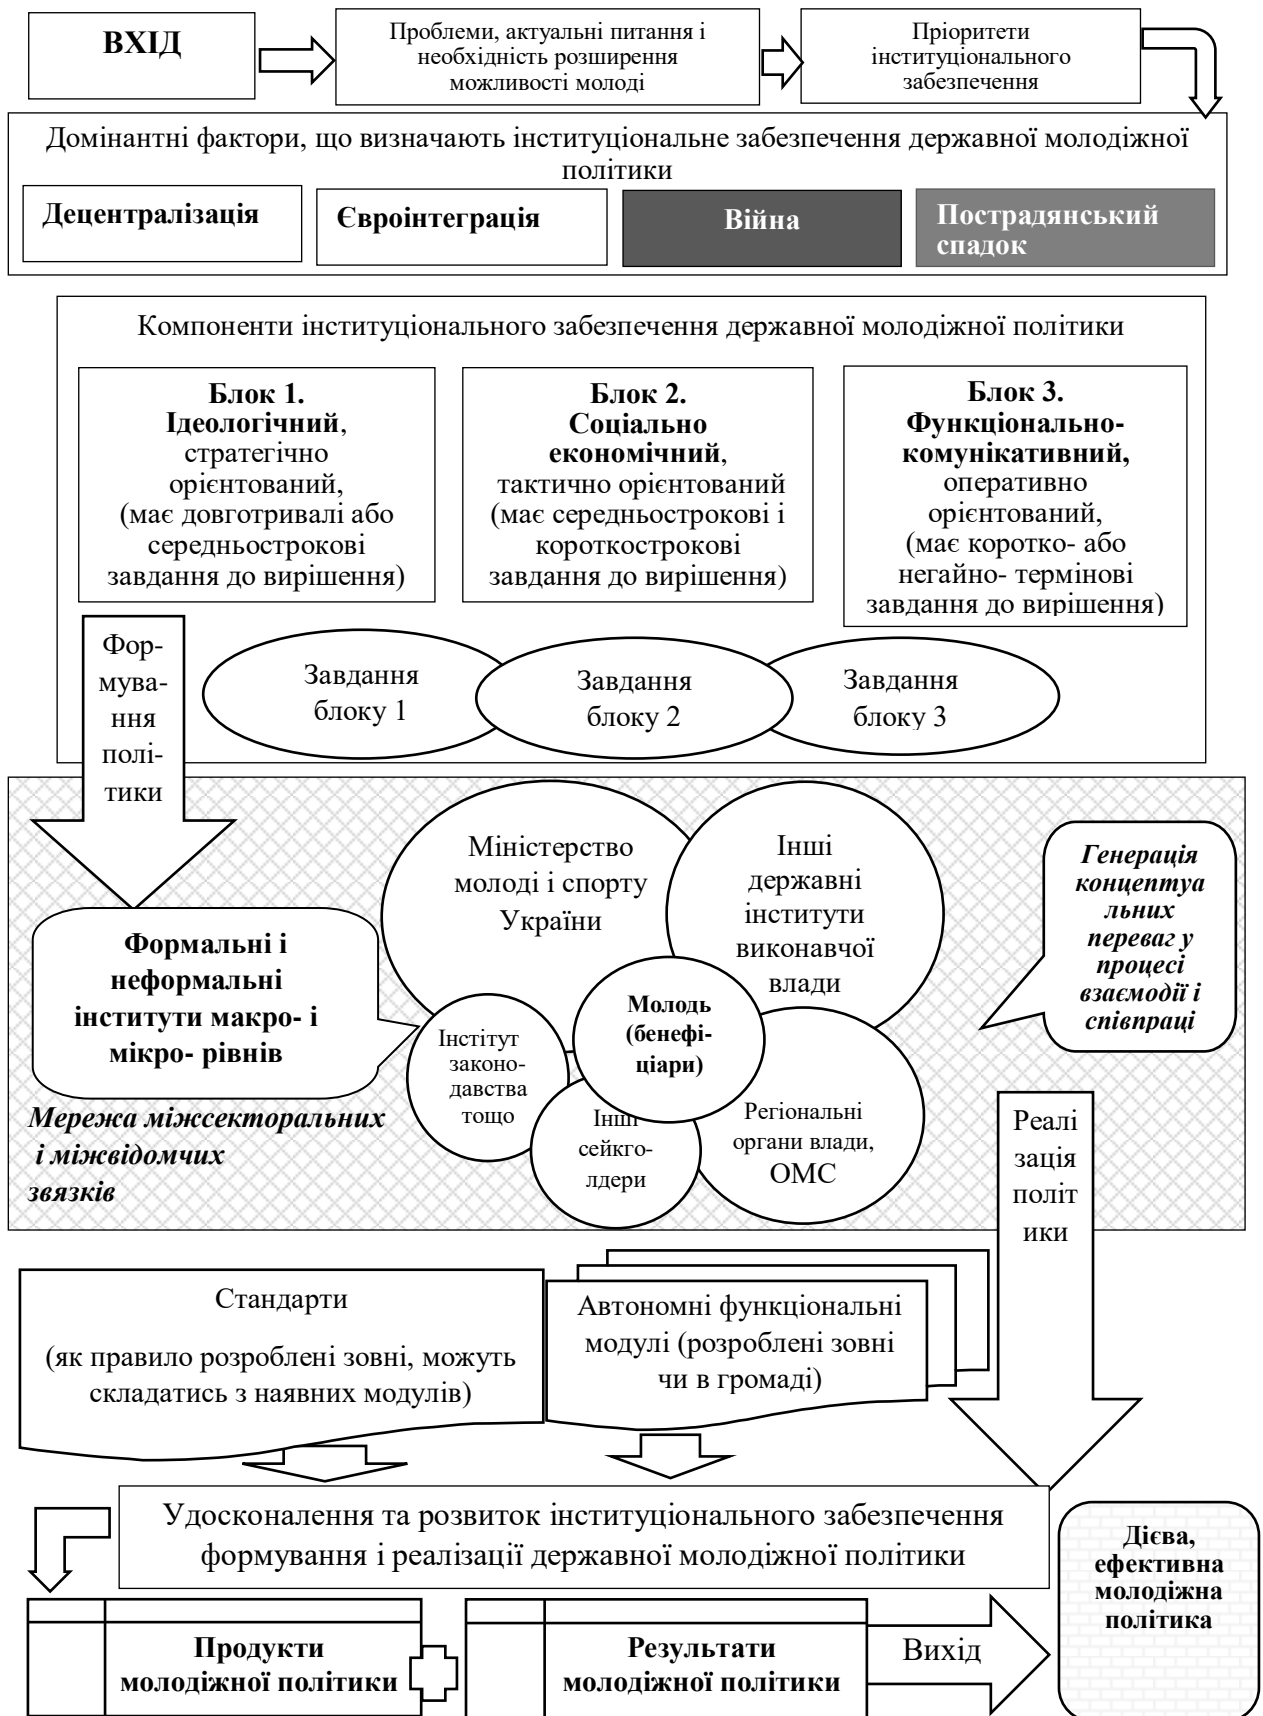 ВХІД
Проблеми, актуальні питання і
необхідність розширення
можливості молоді
Пріоритети
інституціонального
забезпечення
Домінантні фактори, що визначають інституціональне забезпечення державної молодіжної
політики
Децентралізація
Євроінтеграція
Війна
Пострадянський
спадок
Компоненти інституціонального забезпечення державної молодіжної політики
Блок 1.
Ідеологічний,
стратегічно
орієнтований,
(має довготривалі або
середньострокові
завдання до вирішення)
Блок 2.
Соціально
економічний,
тактично орієнтований
(має середньострокові і
короткострокові
завдання до вирішення)
Блок 3.
Функціонально-
комунікативний,
оперативно
орієнтований,
(має коротко- або
негайно- термінові
завдання до вирішення)
Фор-
мува-
ння
полі-
тики
Завдання
блоку 1
Завдання
блоку 2
Завдання
блоку 3
Міністерство
молоді і спорту
України
Інші
державні
інститути
виконавчої
влади
Генерація
концептуа
льних
переваг у
процесі
взаємодії і
співпраці
Формальні і
неформальні
інститути макро- і
мікро- рівнів
Молодь
(бенефі-
ціари)
Інстітут
законо-
давства
тощо
Інші
сейкго-
лдери
Регіональні
органи влади,
ОМС
Мережа міжсекторальних
і міжвідомчих
звязків
Реалі
зація
політ
ики
Стандарти
(як правило розроблені зовні, можуть
складатись з наявних модулів)
Автономні функціональні
модулі (розроблені зовні
чи в громаді)
Удосконалення та розвиток інституціонального забезпечення
формування і реалізації державної молодіжної політики
Дієва,
ефективна
молодіжна
політика
Продукти
молодіжної політики
Результати
молодіжної політики
Вихід